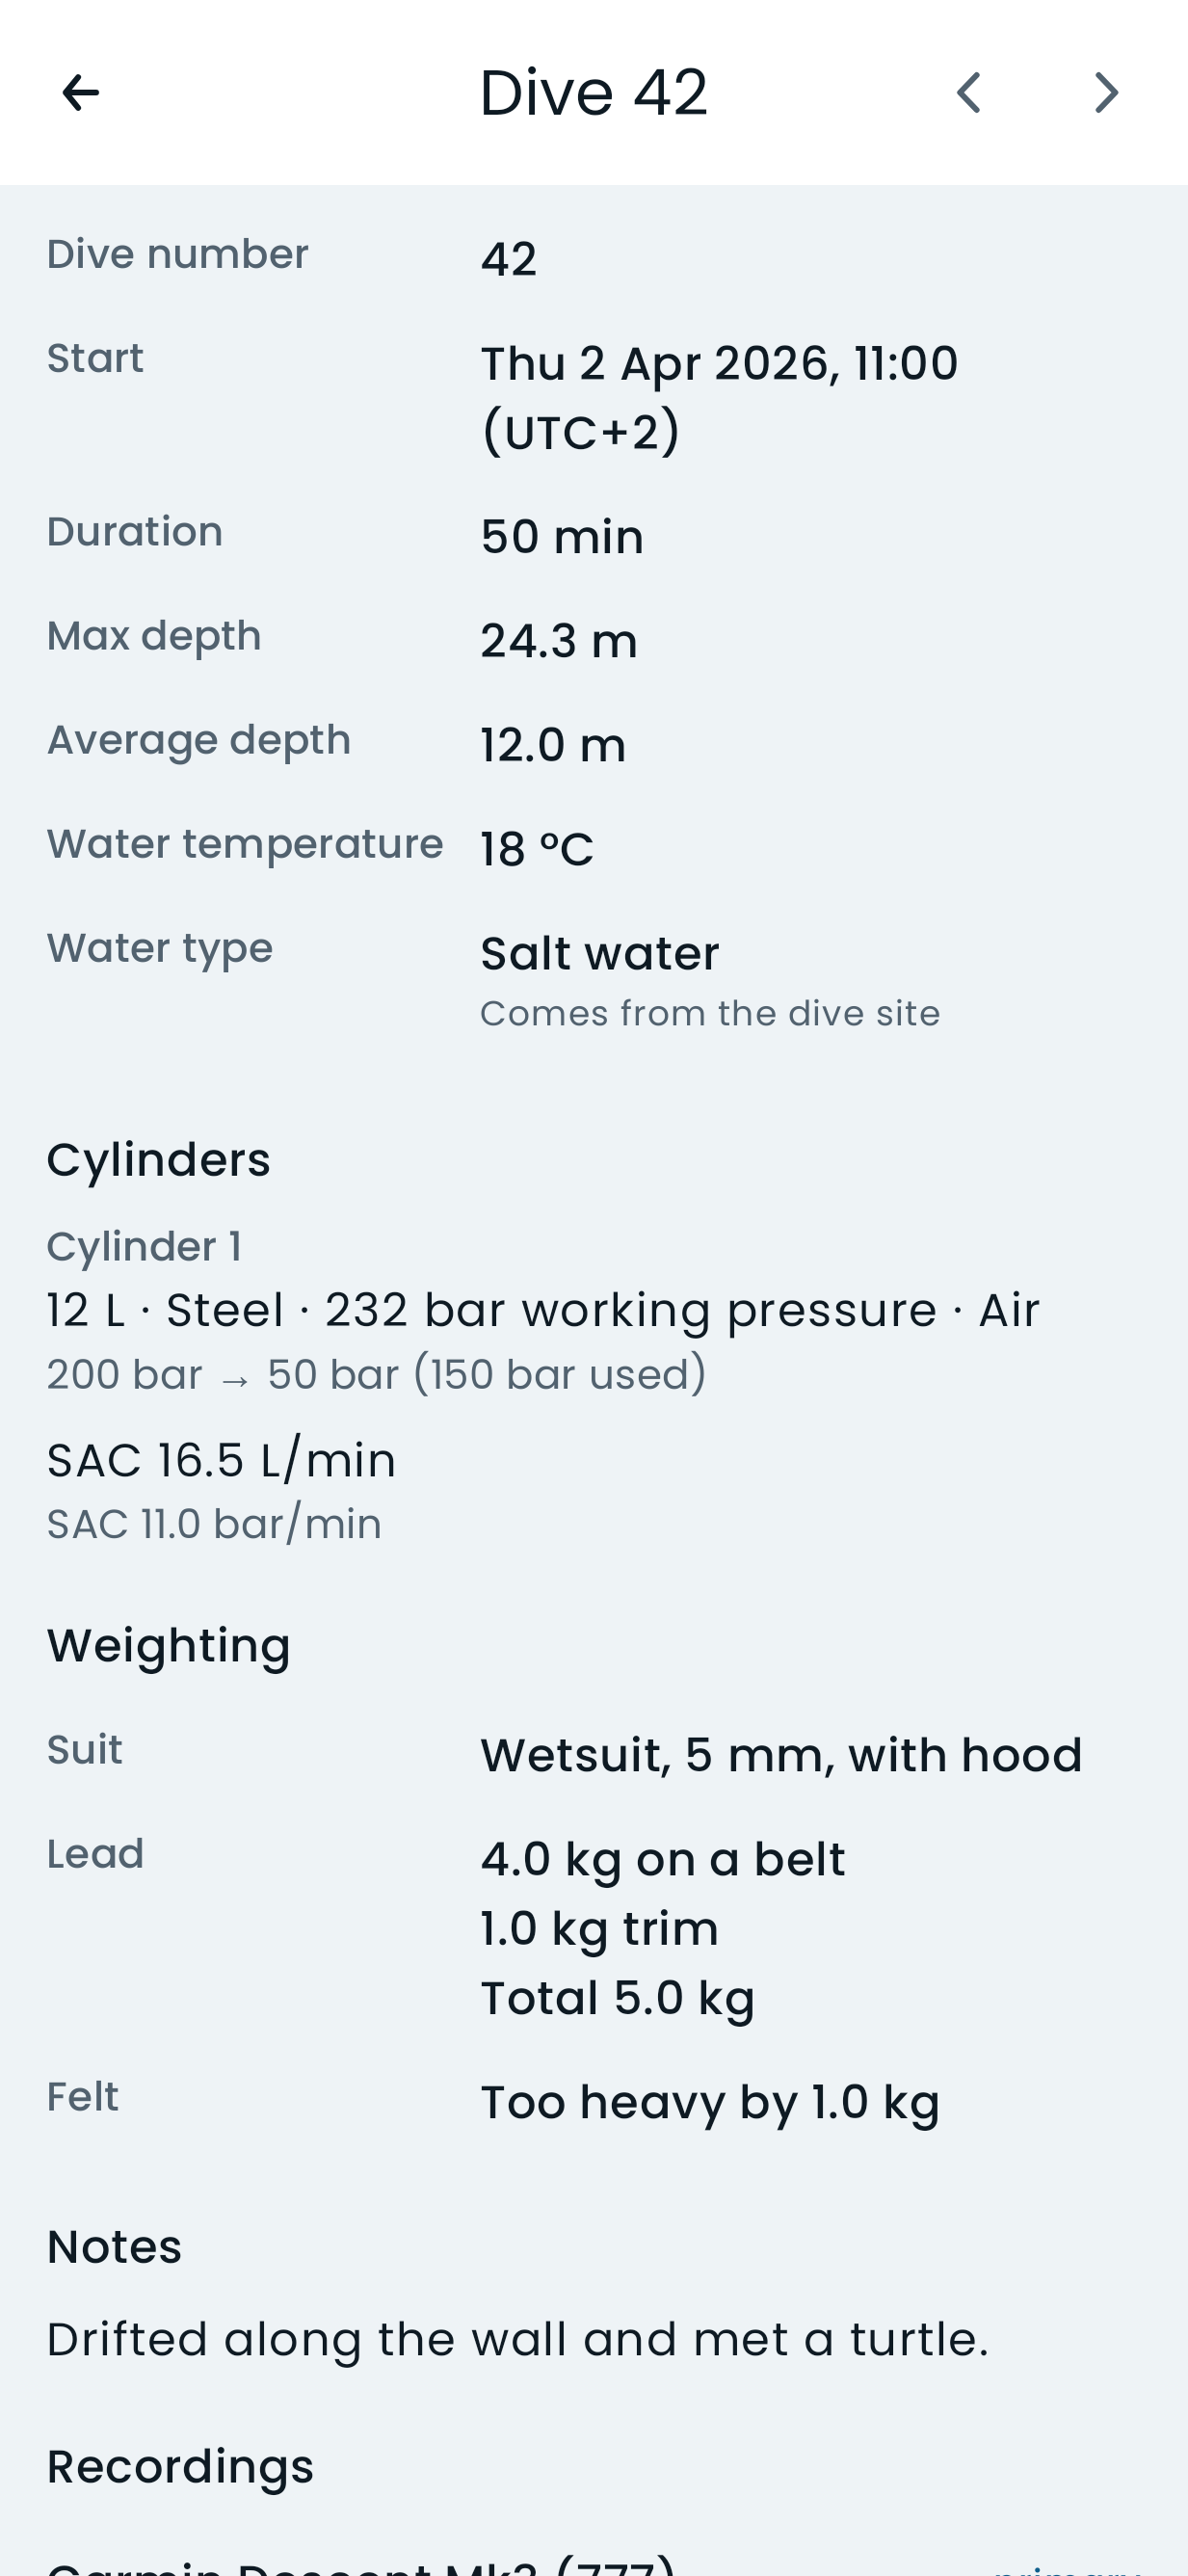 Dive 42
Dive number 42
Start Thu 2 Apr 2026, 11:00
(UTC+2)
Duration 50 min
Max depth 24.3 m
Average depth 12.0 m
Water temperature 18 °C
Water type Salt water
Comes from the dive site
Cylinders
Cylinder 1
12 L · Steel · 232 bar working pressure · Air
200 bar → 50 bar (150 bar used)
SAC 16.5 L/min
SAC 11.0 bar/min
Weighting
Suit Wetsuit, 5 mm, with hood
Lead 4.0 kg on a belt
1.0 kg trim
Total 5.0 kg
Felt Too heavy by 1.0 kg
Notes
Drifted along the wall and met a turtle.
Recordings
Garmin Descent Mk3 (777) primary